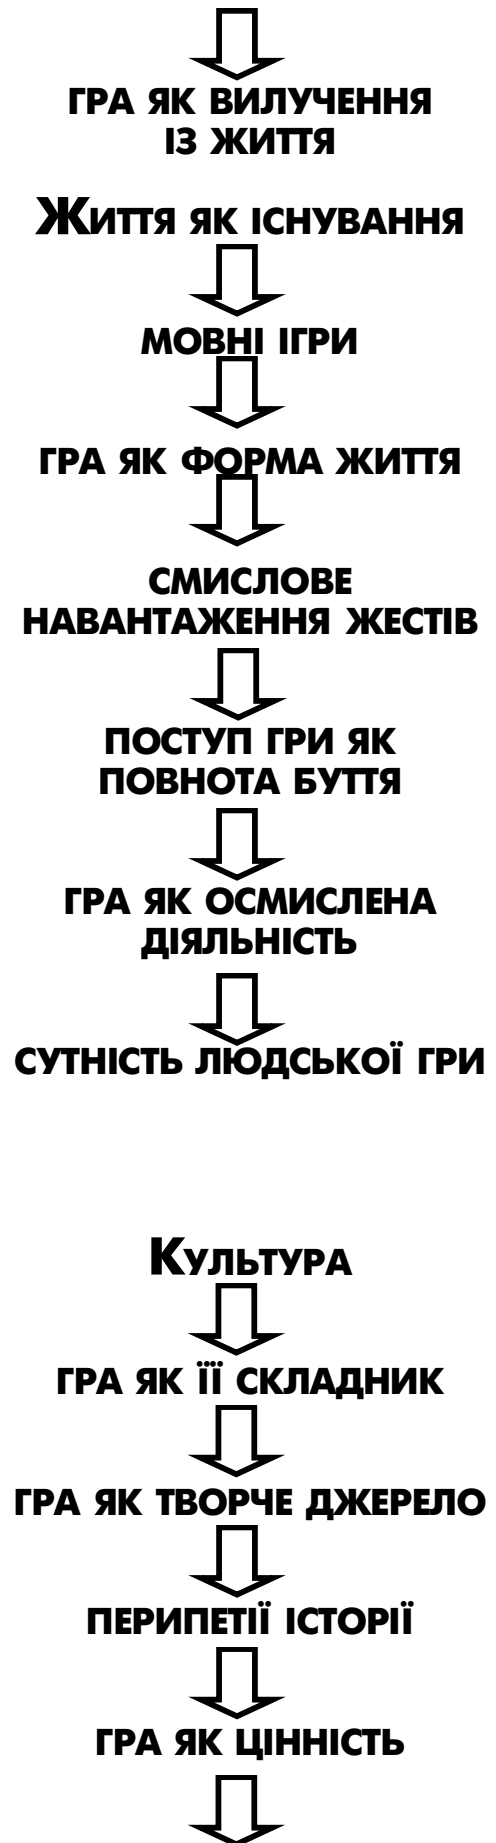 ГРА ЯК ВИЛУЧЕННЯ
ІЗ ЖИТТЯ
ЖИТТЯ ЯК ІСНУВАННЯ
МОВНІ ІГРИ
ГРА ЯК ФОРМА ЖИТТЯ
СМИСЛОВЕ
НАВАНТАЖЕННЯ ЖЕСТІВ
ПОСТУП ГРИ ЯК
ПОВНОТА БУТТЯ
ГРА ЯК ОСМИСЛЕНА
ДІЯЛЬНІСТЬ
СУТНІСТЬ ЛЮДСЬКОЇ ГРИ
КУЛЬТУРА
ГРА ЯК ЇЇ СКЛАДНИК
ГРА ЯК ТВОРЧЕ ДЖЕРЕЛО
ПЕРИПЕТІЇ ІСТОРІЇ
ГРА ЯК ЦІННІСТЬ